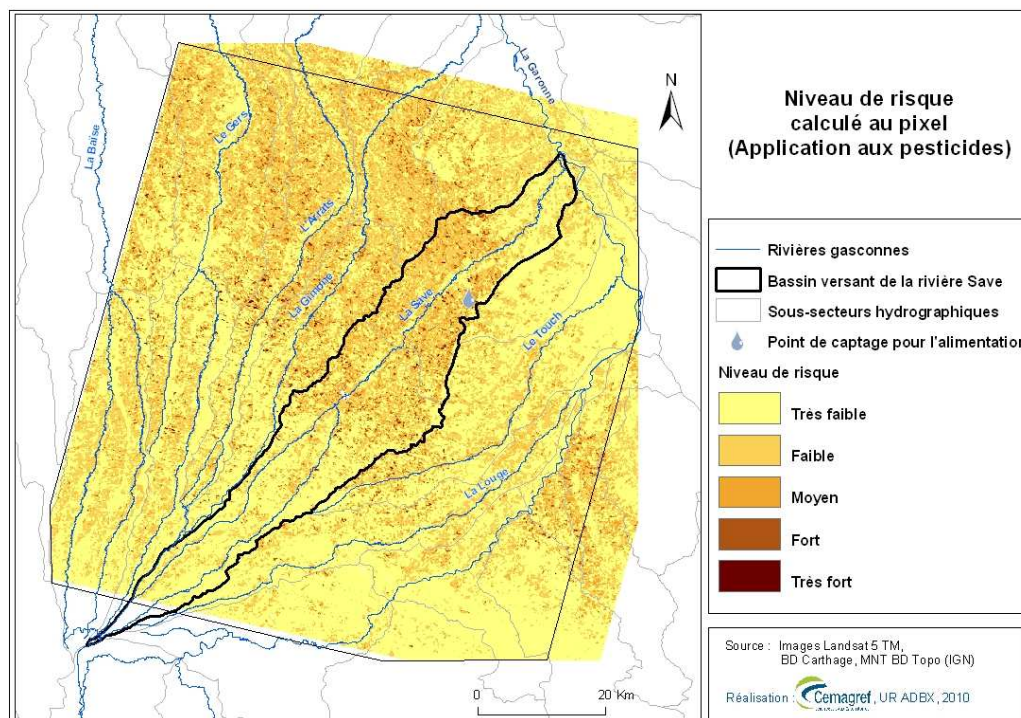 La Garonne
N
Le Gers
La Baïse
L'Arrats
La Gimone
La Save
Le Touch
La Louge
0 20 Km
Niveau de risque
calculé au pixel
(Application aux pesticides)
Rivières gasconnes
Bassin versant de la rivière Save
Sous-secteurs hydrographiques
Point de captage pour l'alimentation
Niveau de risque
Très faible
Faible
Moyen
Fort
Très fort
Source : Images Landsat 5 TM,
BD Carthage, MNT BD Topo (IGN)
Réalisation : Cemagref, UR ADBX, 2010